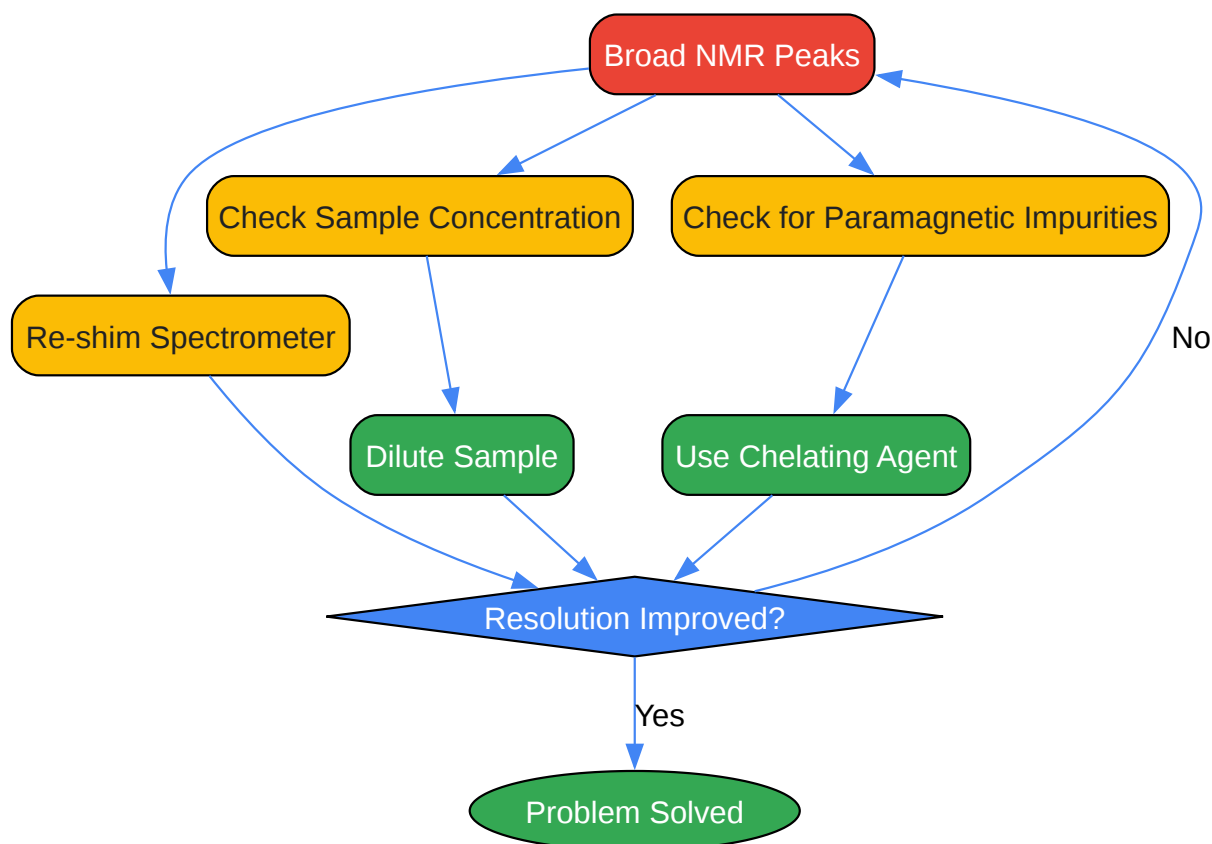 Broad NMR Peaks
Check Sample Concentration
Check for Paramagnetic Impurities
Re-shim Spectrometer
No
Dilute Sample
Use Chelating Agent
Resolution Improved?
Yes
Problem Solved